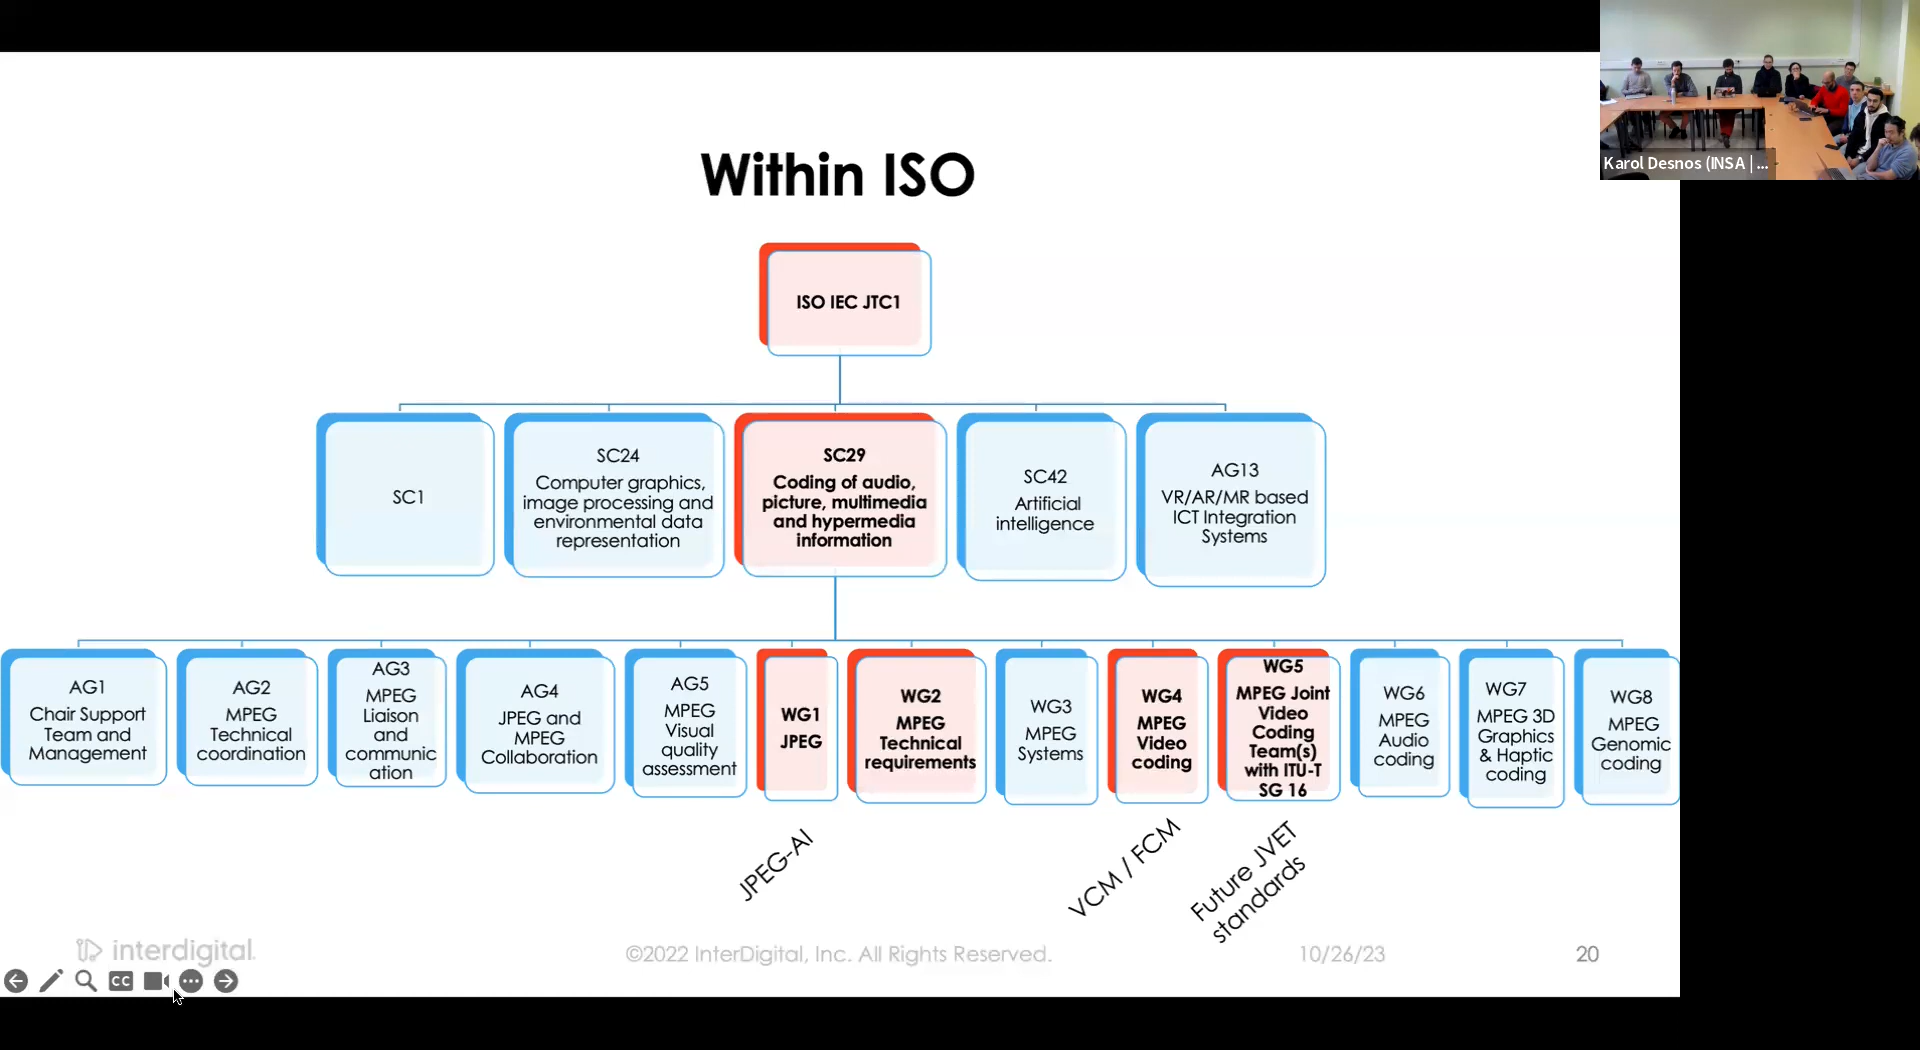 Karol Desnos (INSA | ...
Within ISO
ISO IEC JTC1
SC1
SC24
Computer graphics,
image processing and
environmental data
representation
SC29
Coding of audio,
picture, multimedia
and hypermedia
information
SC42
Artificial
intelligence
AG13
VR/AR/MR based
ICT Integration
Systems
AG1
Chair Support
Team and
Management
AG2
MPEG
Technical
coordination
AG3
MPEG
Liaison
and
communic
ation
AG4
JPEG and
MPEG
Collaboration
AG5
MPEG
Visual
quality
assessment
WG1
JPEG
WG2
MPEG
Technical
requirements
WG3
MPEG
Systems
WG4
MPEG
Video
coding
WG5
MPEG Joint
Video
Coding
Team(s)
with ITU-T
SG 16
WG6
MPEG
Audio
coding
WG7
MPEG 3D
Graphics
& Haptic
coding
WG8
MPEG
Genomic
coding
JPEG-AI
VCM / FCM
Future JVET
standards
interdigital
©2022 InterDigital, Inc. All Rights Reserved.
10/26/23
20
CC